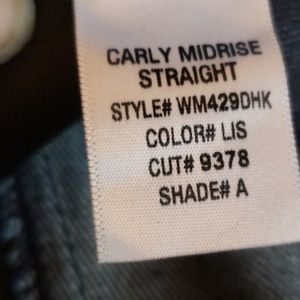 CARLY MIDRISE
STRAIGHT
STYLE# WM429DHK
COLOR# LIS
CUT# 9378
SHADE# A